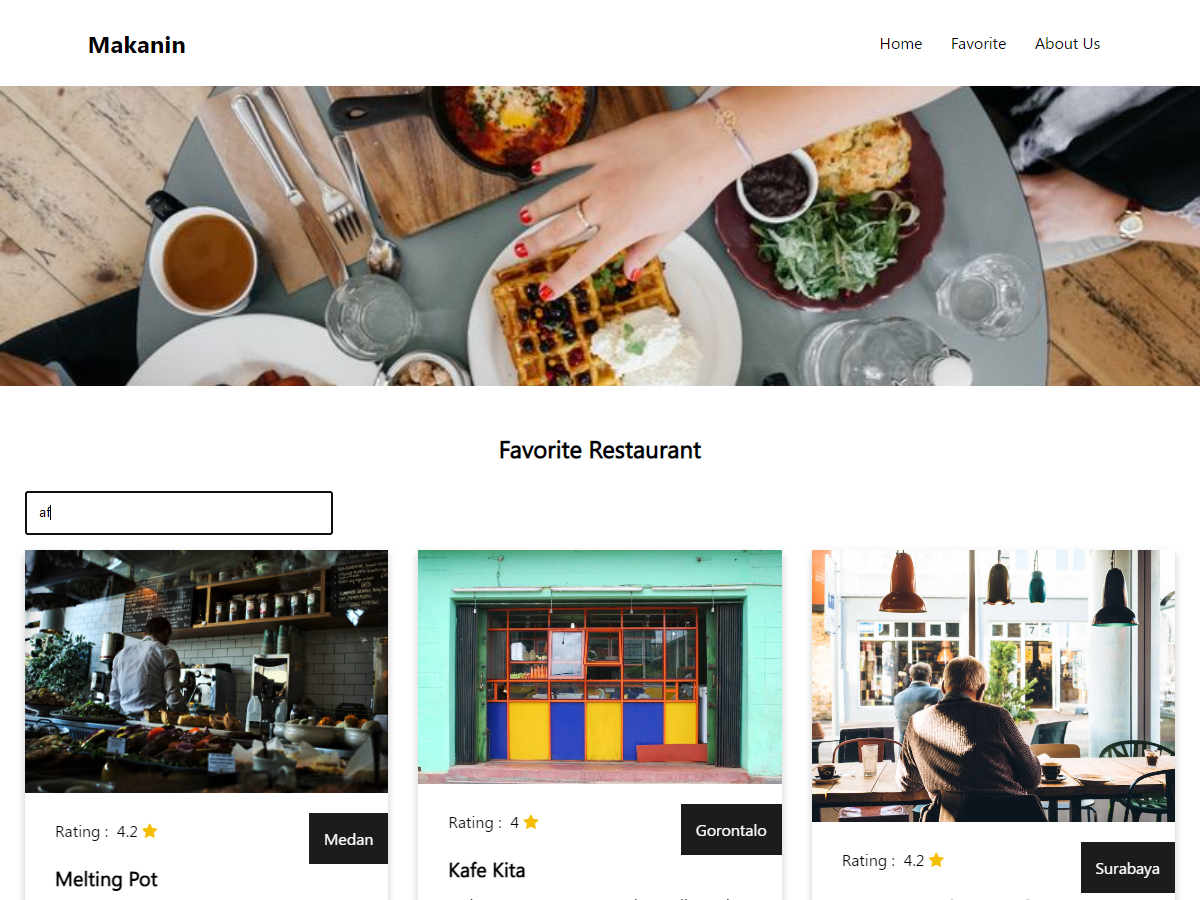 Makanin
Home Favorite About Us
Favorite Restaurant
af
Rating : 4.2
Medan
Melting Pot
Rating : 4
Gorontalo
Kafe Kita
Rating : 4.2
Surabaya